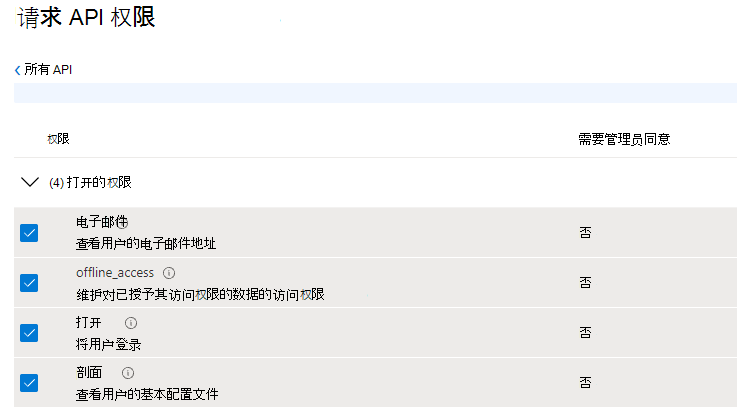 请求 API 权限
所有 API
权限 需要管理员同意
(4) 打开的权限
电子邮件
查看用户的电子邮件地址 否
offline_access
维护对已授予其访问权限的数据的访问权限 否
打开
将用户登录 否
剖面
查看用户的基本配置文件 否